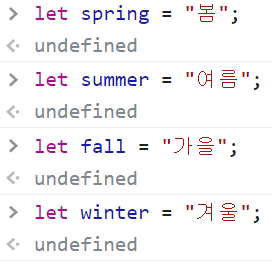 > let spring = "봄";
<· undefined
> let summer = "여름";
<· undefined
> let fall = "가을";
<· undefined
> let winter = "겨울";
<· undefined